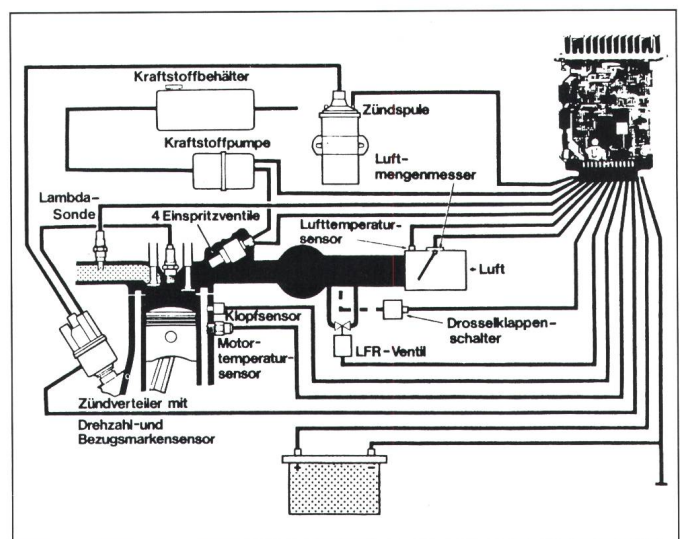 Kraftstoffbehälter
Zündspule
Kraftstoffpumpe
Luft-
mengenmesser
Lambda-
Sonde
4 Einspritzventile
Lufttemperatur-
sensor
Luft
Klopfsensor
Drosselklappen-
schalter
Motor-
temperatur-
sensor
LFR-Ventil
Zündverteiler mit
Drehzahl-und
Bezugsmarkensensor
+ −